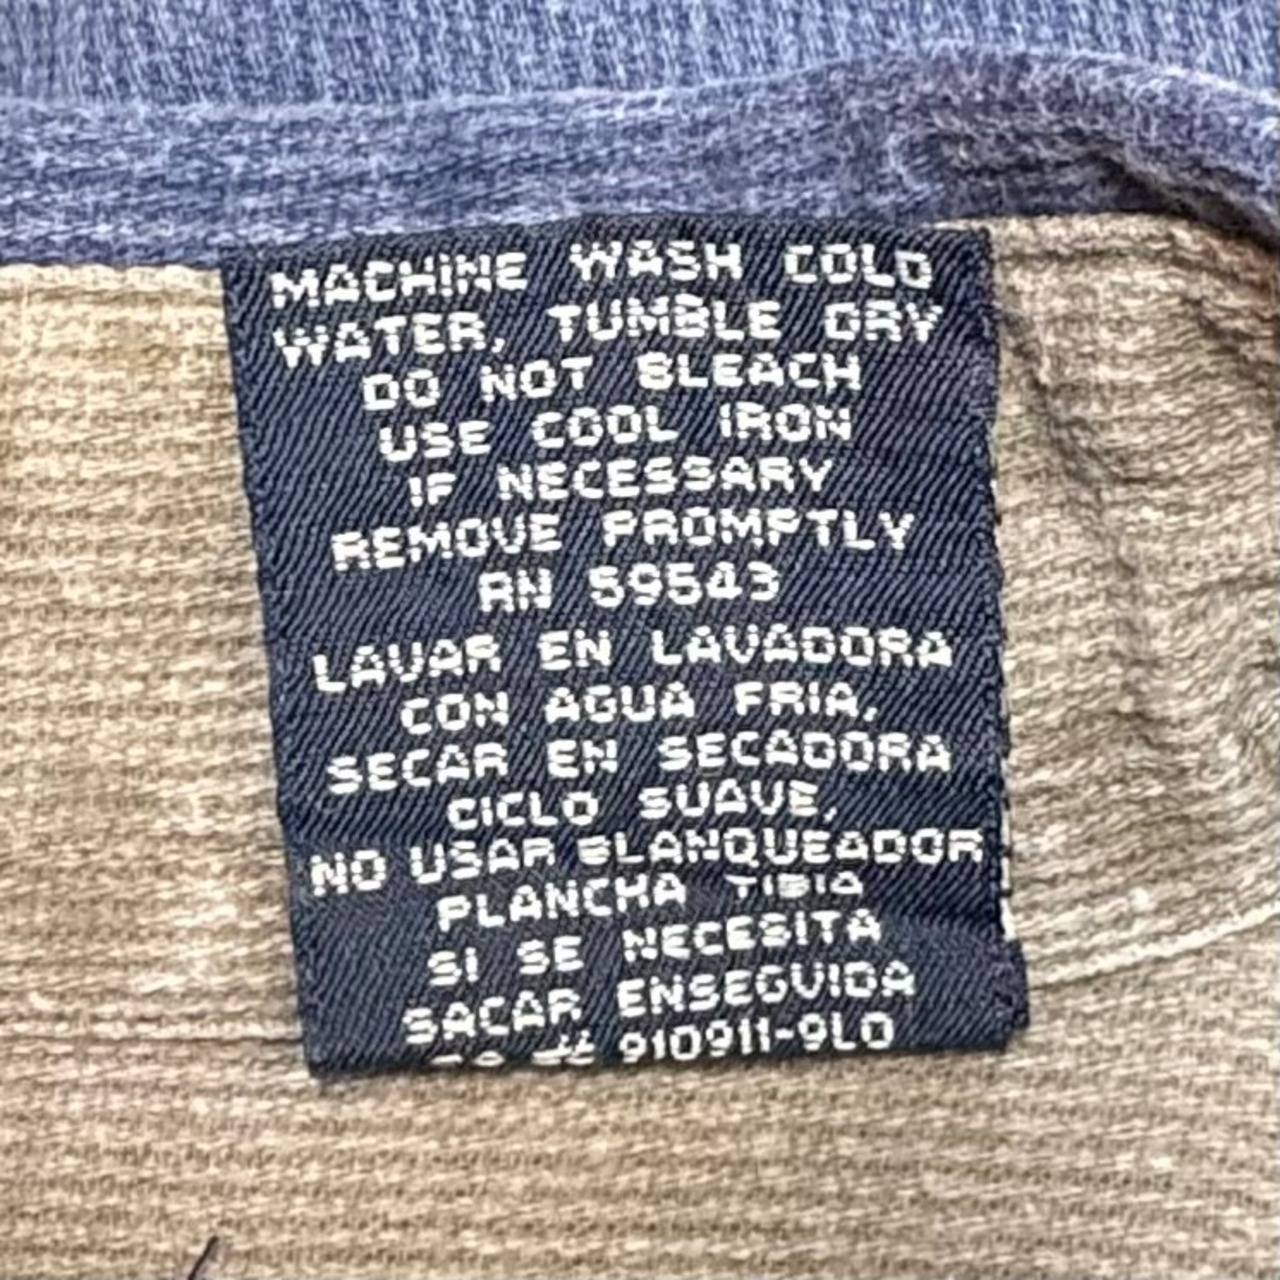 MACHINE WASH COLD
WATER, TUMBLE DRY
DO NOT BLEACH
USE COOL IRON
IF NECESSARY
REMOVE PROMPTLY
RN 59543
LAVAR EN LAVADORA
CON AGUA FRIA,
SECAR EN SECADORA
CICLO SUAVE,
NO USAR BLANQUEADOR
PLANCHA TIBIA
SI SE NECESITA
SACAR ENSEGUIDA
910911-9LO